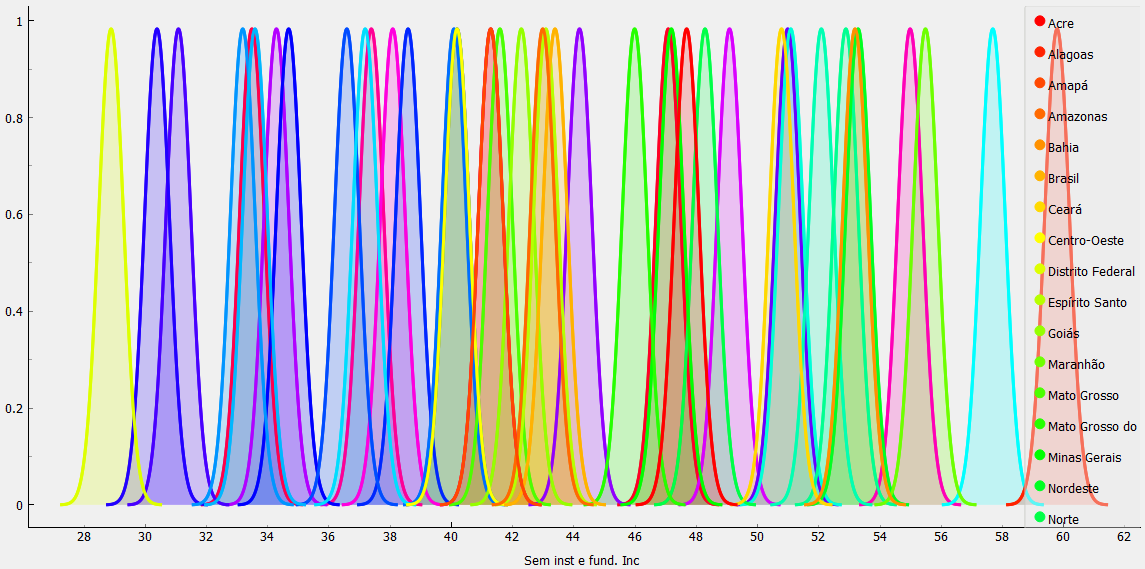 1
0.8
0.6
0.4
0.2
0
28 30 32 34 36 38 40 42 44 46 48 50 52 54 56 58 60 62
Sem inst e fund. Inc
Acre
Alagoas
Amapá
Amazonas
Bahia
Brasil
Ceará
Centro-Oeste
Distrito Federal
Espírito Santo
Goiás
Maranhão
Mato Grosso
Mato Grosso do
Minas Gerais
Nordeste
Norte